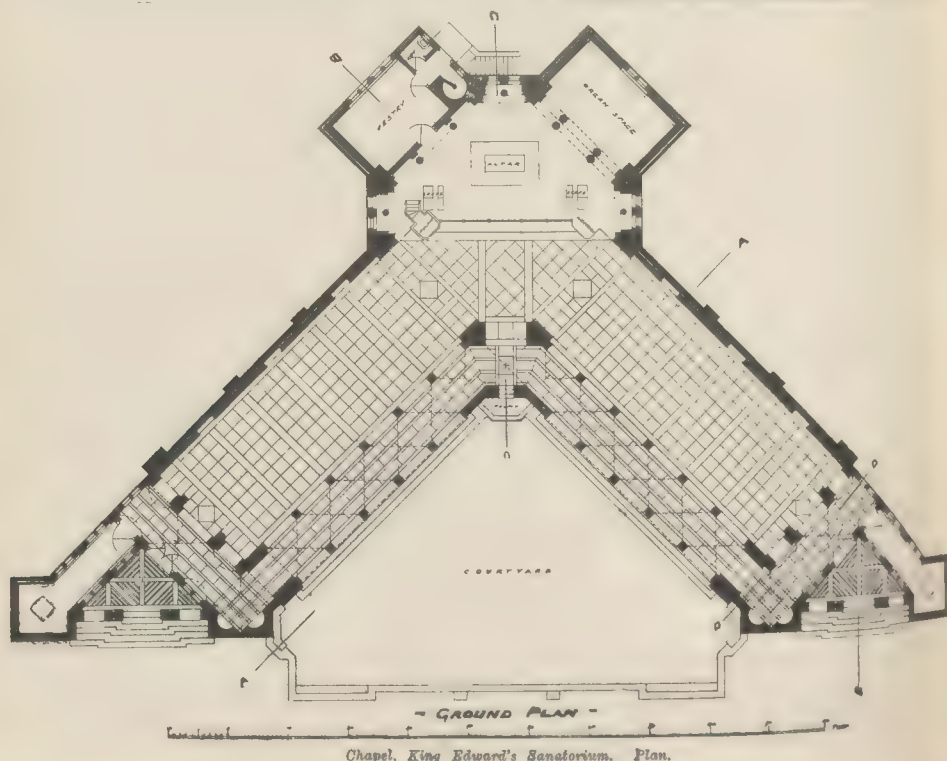 C
B
VESTRY
ORGAN SPACE
ALTAR
A
COURTYARD
D
- GROUND PLAN -
Chapel, King Edward's Sanatorium. Plan.